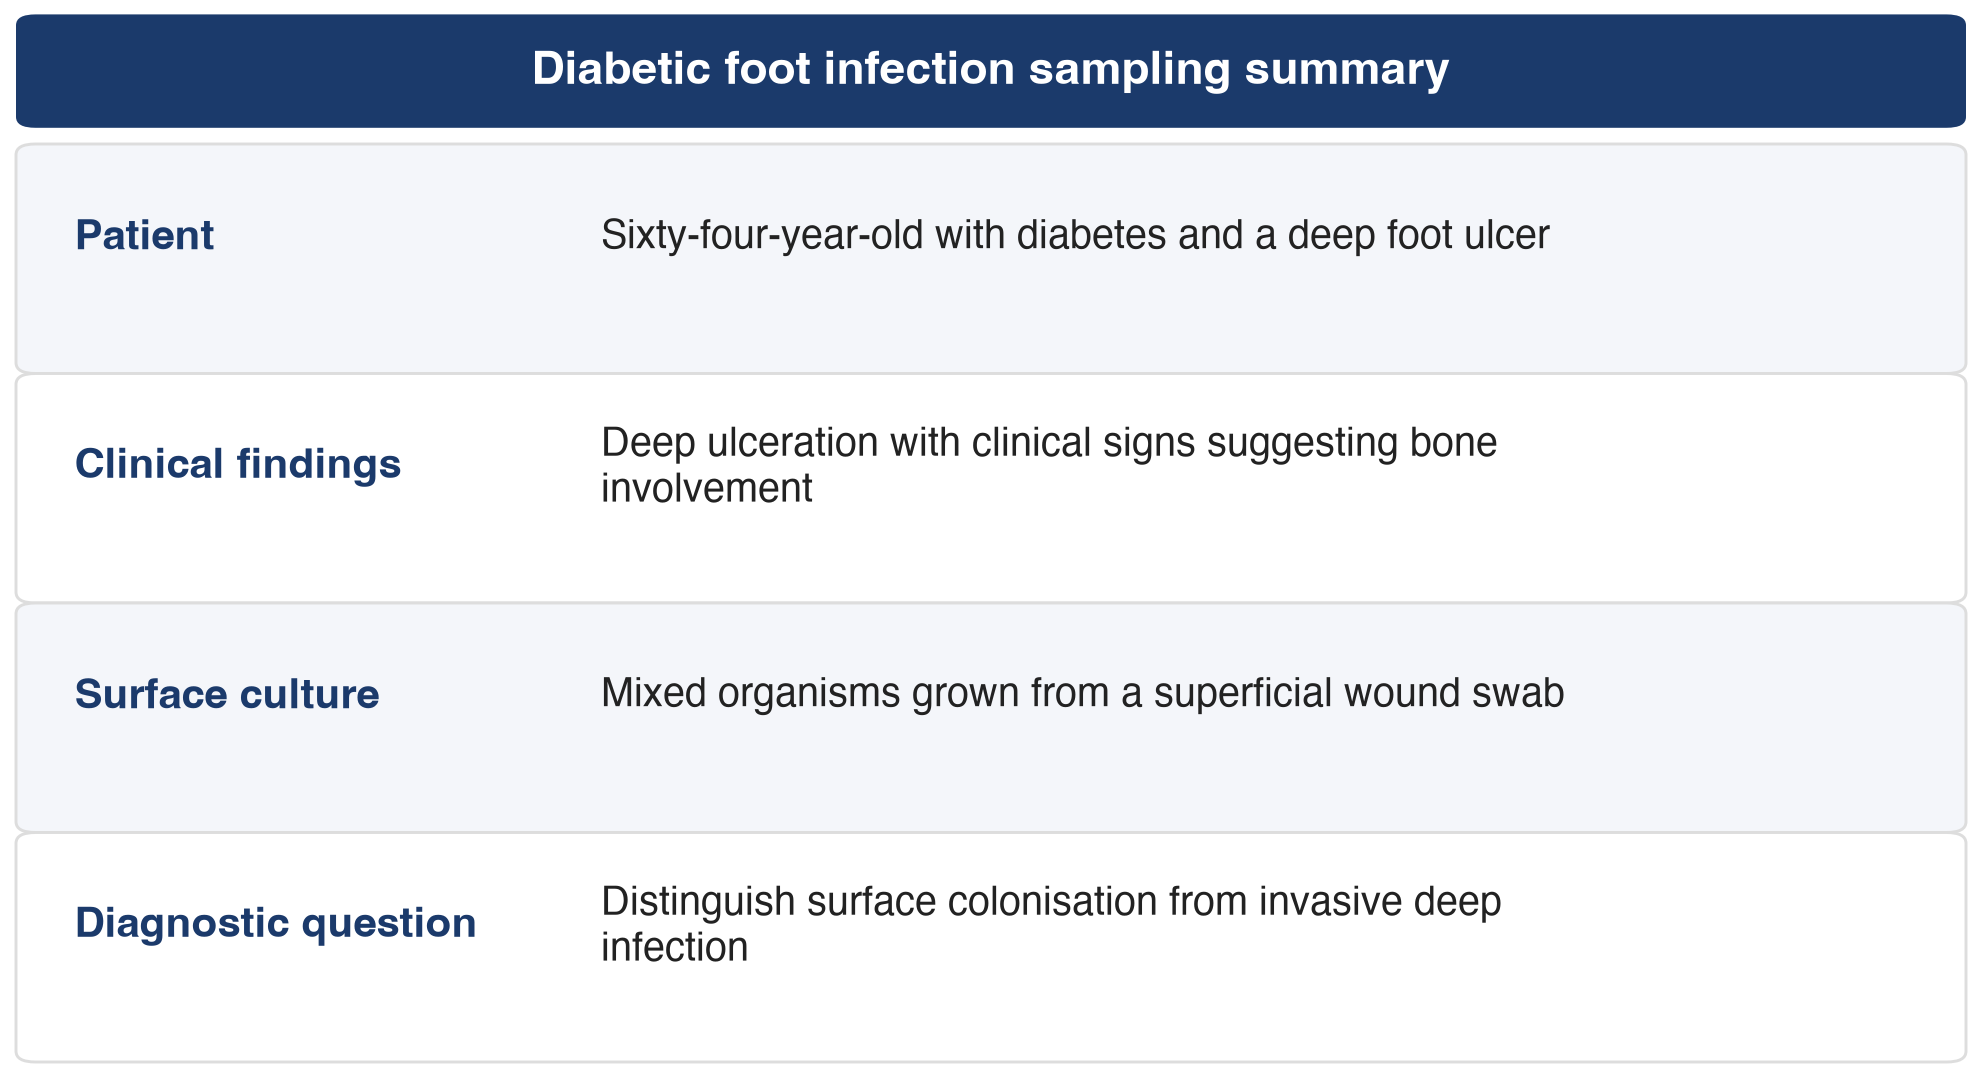 Diabetic foot infection sampling summary
Patient
Sixty-four-year-old with diabetes and a deep foot ulcer
Clinical findings
Deep ulceration with clinical signs suggesting bone
involvement
Surface culture
Mixed organisms grown from a superficial wound swab
Diagnostic question
Distinguish surface colonisation from invasive deep
infection